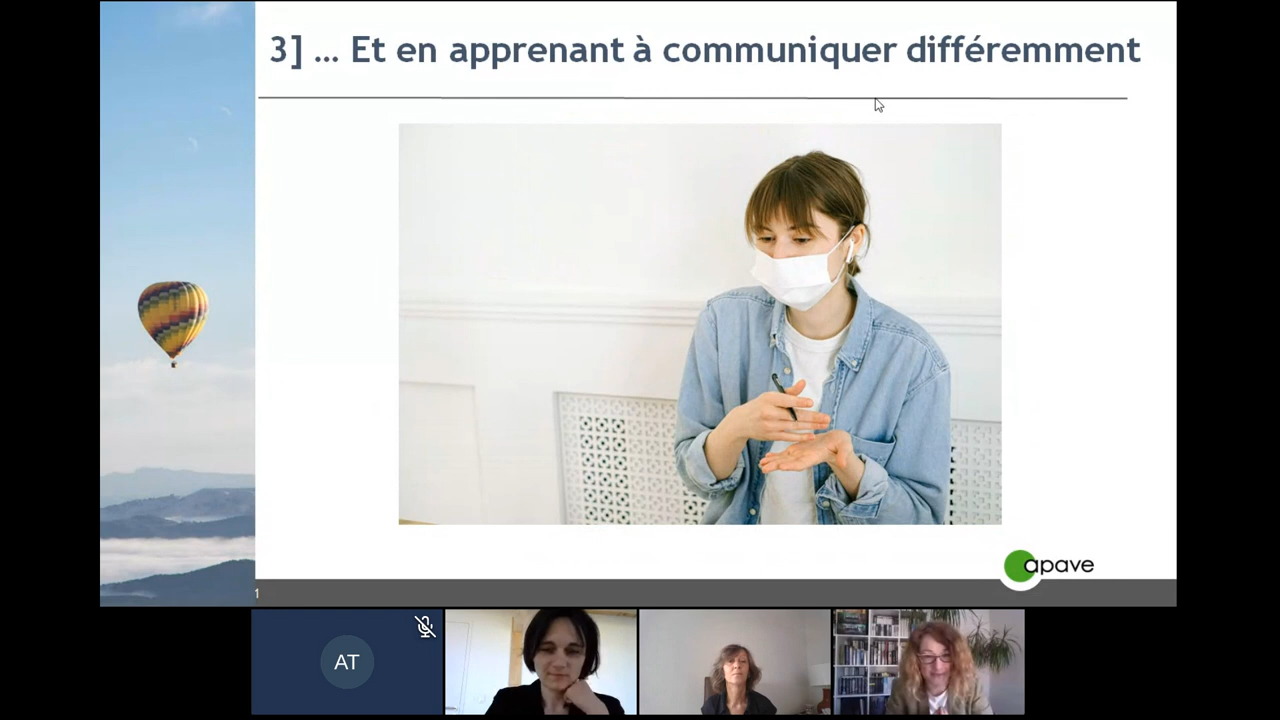 3] ... Et en apprenant à communiquer différemment
apave
1
AT